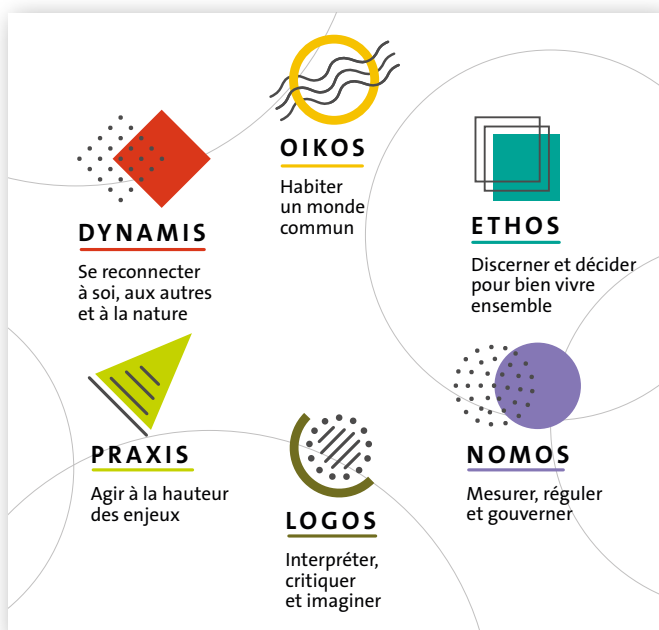 OIKOS
Habiter
un monde
commun
ETHOS
Discerner et décider
pour bien vivre
ensemble
NOMOS
Mesurer, réguler
et gouverner
LOGOS
Interpréter,
critiquer
et imaginer
PRAXIS
Agir à la hauteur
des enjeux
DYNAMIS
Se reconnecter
à soi, aux autres
et à la nature